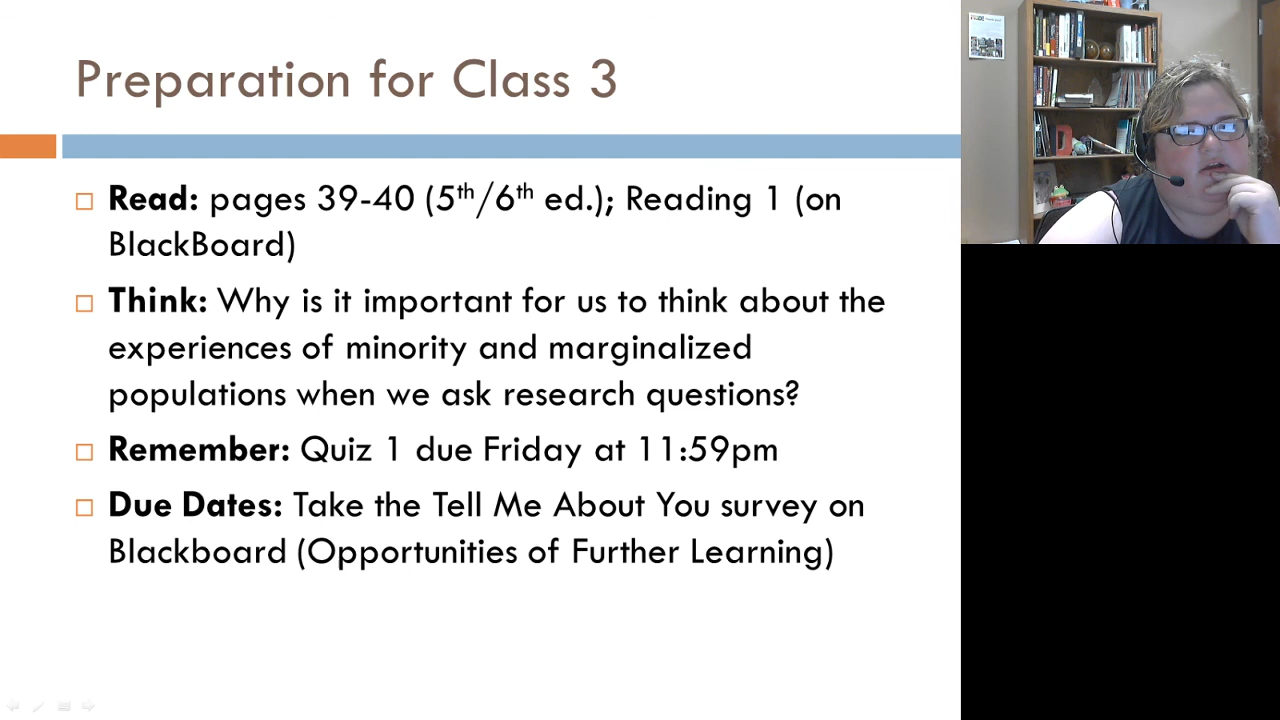 Preparation for Class 3
Read: pages 39-40 (5th/6th ed.); Reading 1 (on
BlackBoard)
Think: Why is it important for us to think about the
experiences of minority and marginalized
populations when we ask research questions?
Remember: Quiz 1 due Friday at 11:59pm
Due Dates: Take the Tell Me About You survey on
Blackboard (Opportunities of Further Learning)